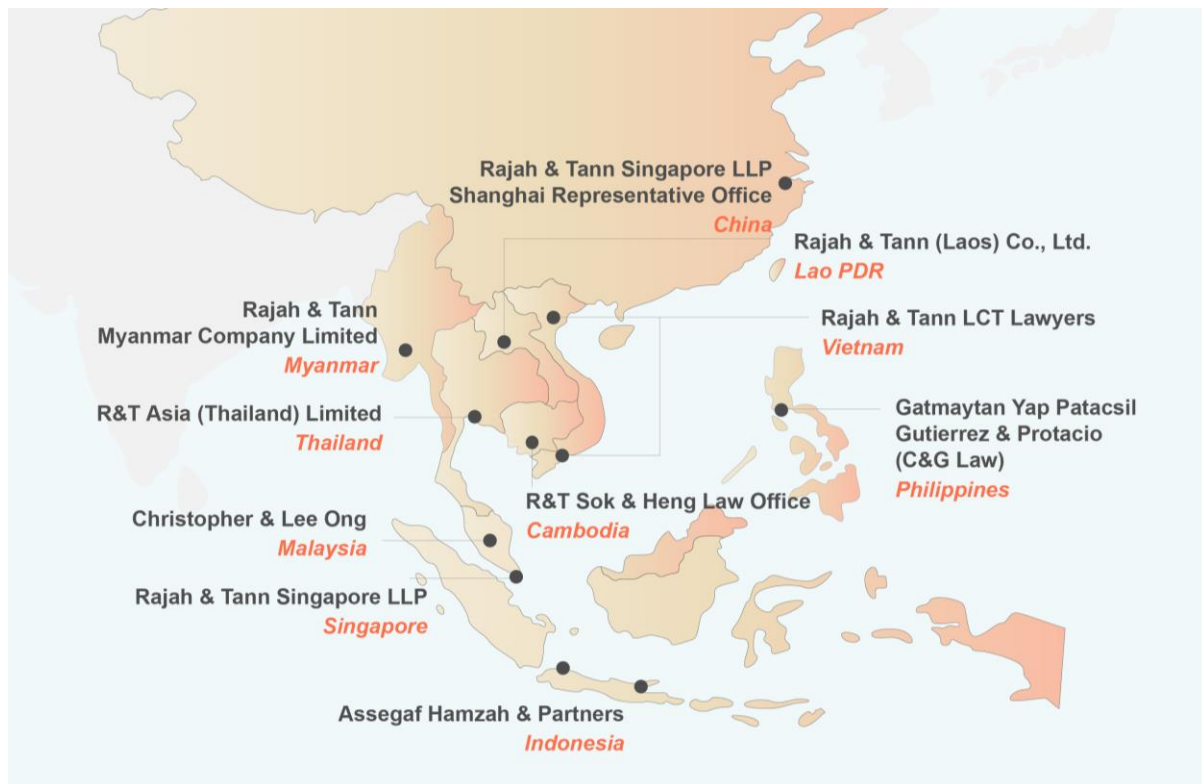 Rajah & Tann Singapore LLP
Shanghai Representative Office
China
Rajah & Tann (Laos) Co., Ltd.
Lao PDR
Rajah & Tann
Myanmar Company Limited
Myanmar
Rajah & Tann LCT Lawyers
Vietnam
R&T Asia (Thailand) Limited
Thailand
Gatmaytan Yap Patacsil
Gutierrez & Protacio
(C&G Law)
Philippines
R&T Sok & Heng Law Office
Cambodia
Christopher & Lee Ong
Malaysia
Rajah & Tann Singapore LLP
Singapore
Assegaf Hamzah & Partners
Indonesia